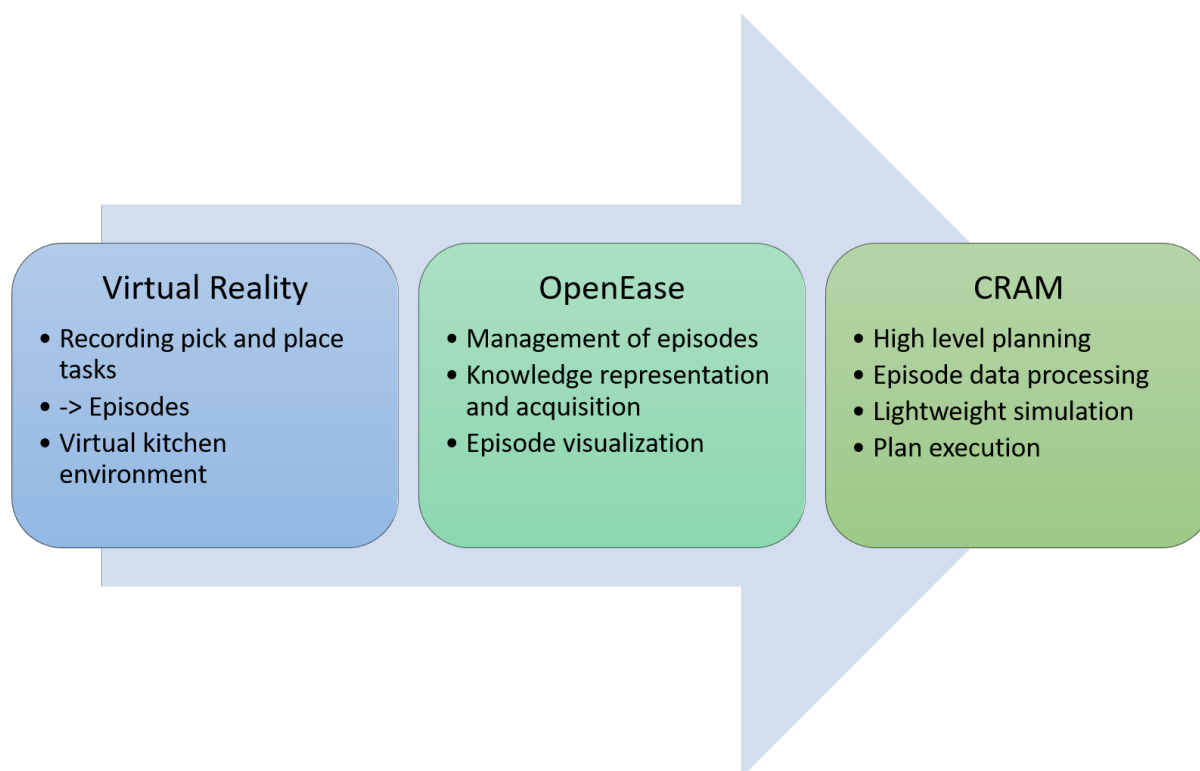 Virtual Reality
• Recording pick and place
tasks
• -> Episodes
• Virtual kitchen
environment
OpenEase
• Management of episodes
• Knowledge representation
and acquisition
• Episode visualization
CRAM
• High level planning
• Episode data processing
• Lightweight simulation
• Plan execution